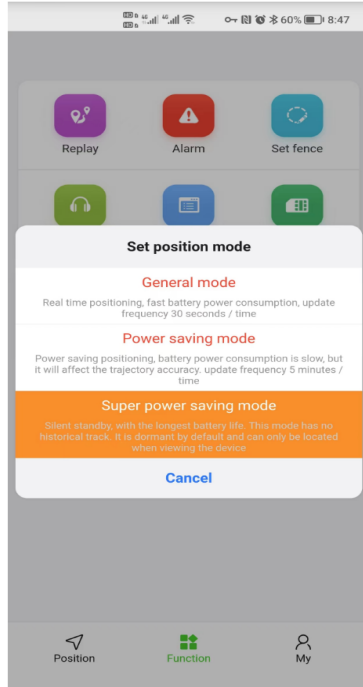 60% 8:47
Replay Alarm Set fence
Set position mode
General mode
Real time positioning, fast battery power consumption, update
frequency 30 seconds / time
Power saving mode
Power saving positioning, battery power consumption is slow, but
it will affect the trajectory accuracy. update frequency 5 minutes /
time
Super power saving mode
Silent standby, with the longest battery life. This mode has no
historical track. It is dormant by default and can only be located
when viewing the device
Cancel
Position Function My